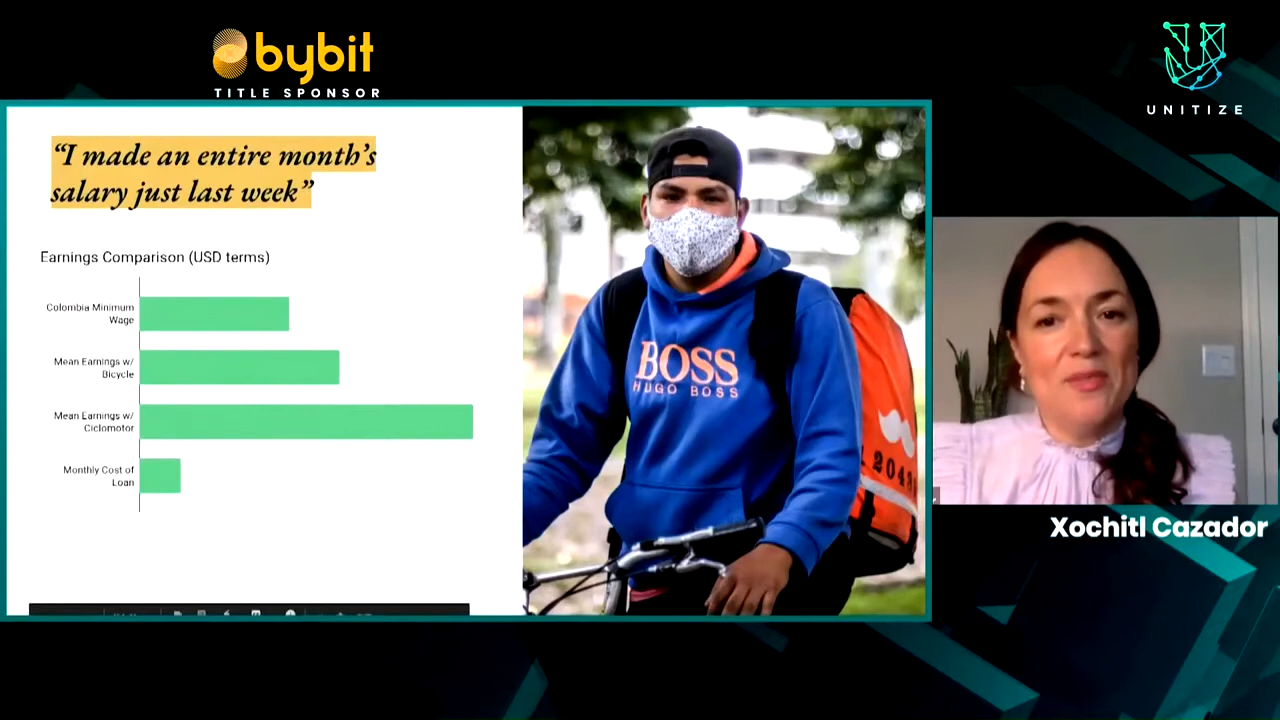 bybit
TITLE SPONSOR
UNITIZE
“I made an entire month’s
salary just last week”
Earnings Comparison (USD terms)
Colombia Minimum
Wage
Mean Earnings w/
Bicycle
Mean Earnings w/
Ciclomotor
Monthly Cost of
Loan
BOSS
HUGO BOSS
Xochitl Cazador